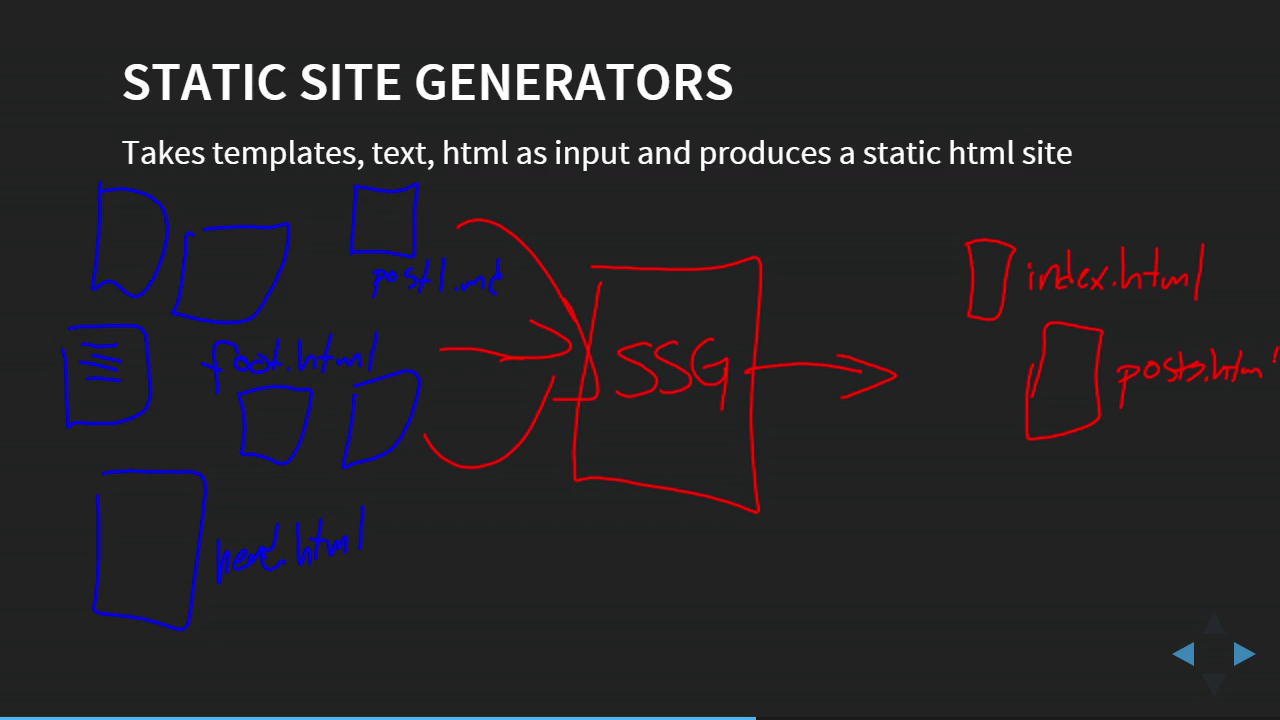 STATIC SITE GENERATORS
Takes templates, text, html as input and produces a static html site
post1.md
foot.html
head.html
SSG
index.html
posts.html